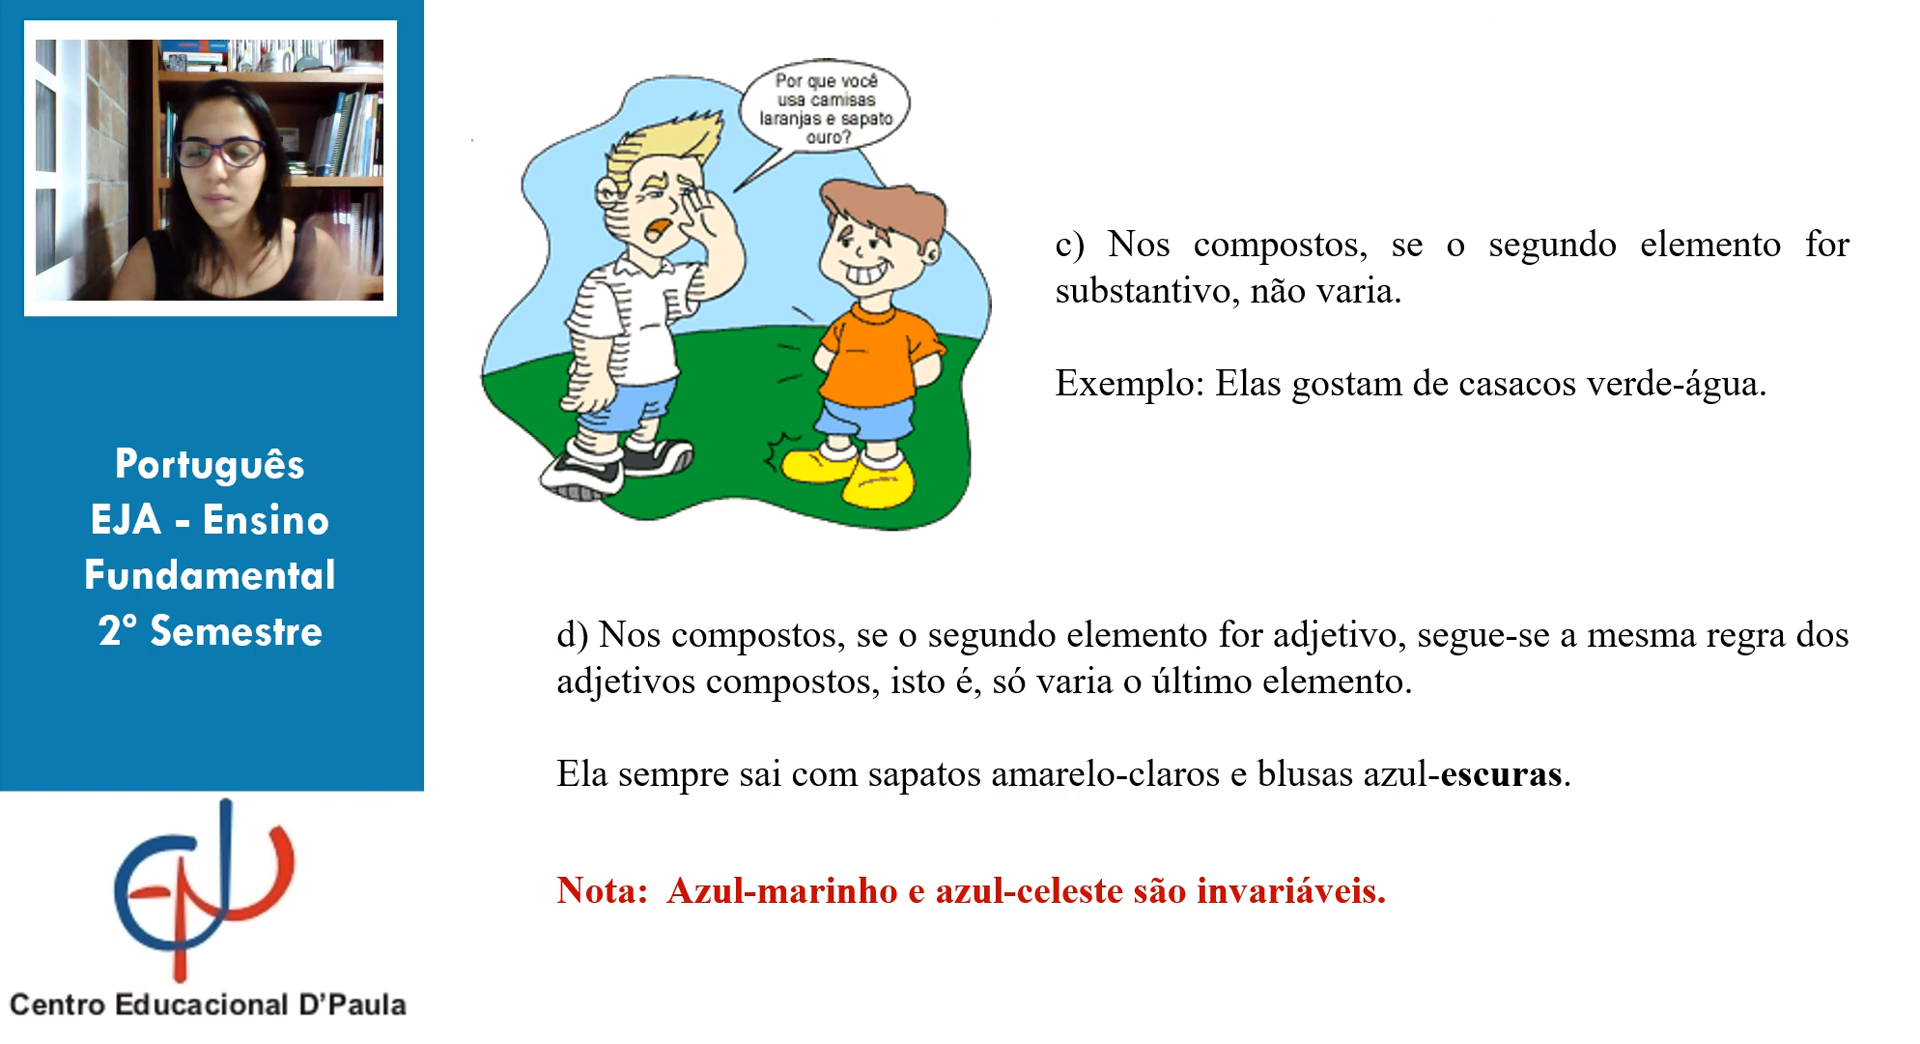 Português
EJA - Ensino
Fundamental
2° Semestre
Centro Educacional D'Paula
Por que você
usa camisas
laranjas e sapato
ouro?
c) Nos compostos, se o segundo elemento for
substantivo, não varia.
Exemplo: Elas gostam de casacos verde-água.
d) Nos compostos, se o segundo elemento for adjetivo, segue-se a mesma regra dos
adjetivos compostos, isto é, só varia o último elemento.
Ela sempre sai com sapatos amarelo-claros e blusas azul-escuras.
Nota: Azul-marinho e azul-celeste são invariáveis.